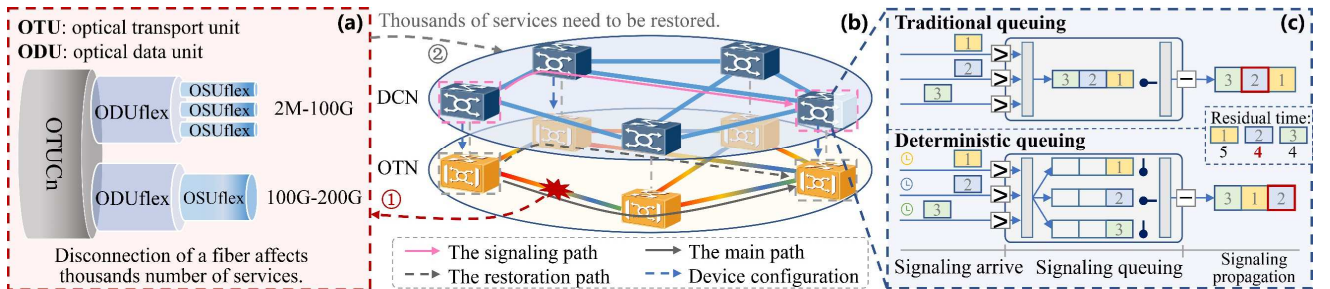 (a)
OTU: optical transport unit
ODU: optical data unit
OTUCn
ODUflex
OSUflex
OSUflex
OSUflex
2M-100G
ODUflex
OSUflex
100G-200G
Disconnection of a fiber affects
thousands number of services.
①
②
Thousands of services need to be restored.
(b)
DCN
OTN
The signaling path
The main path
The restoration path
Device configuration
Traditional queuing
(c)
1
2
3
3 2 1
3 2 1
Residual time:
1 2 3
5 4 4
Deterministic queuing
1
2
3
1
2
3
3 1 2
Signaling arrive
Signaling queuing
Signaling
propagation